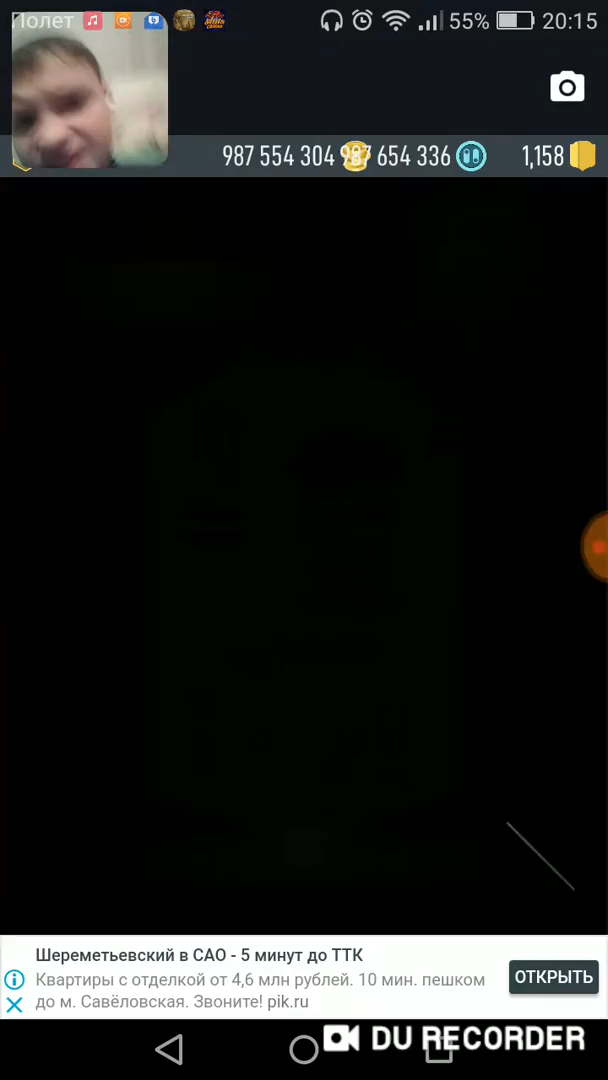 Полет
55%
20:15
987 554 304
987 654 336
1,158
Шереметьевский в САО - 5 минут до ТТК
Квартиры с отделкой от 4,6 млн рублей. 10 мин. пешком
до м. Савёловская. Звоните! pik.ru
ОТКРЫТЬ
DU RECORDER